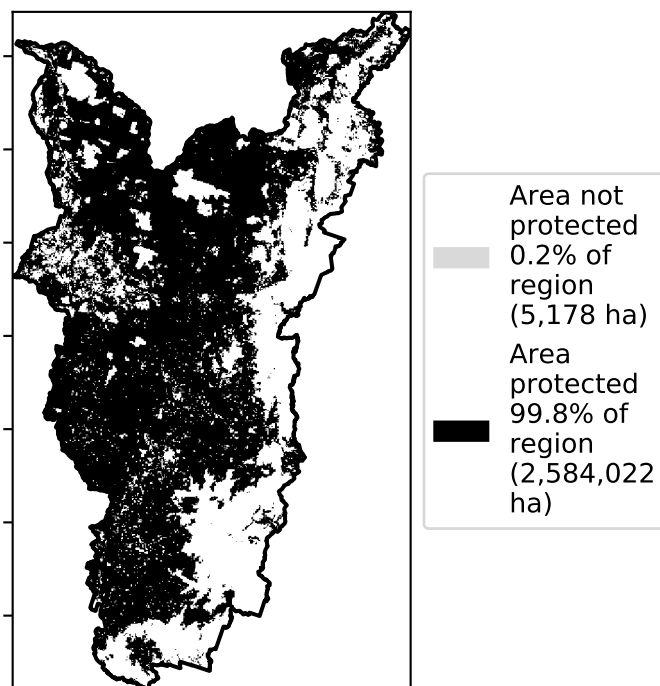 Area not
protected
0.2% of
region
(5,178 ha)
Area
protected
99.8% of
region
(2,584,022
ha)